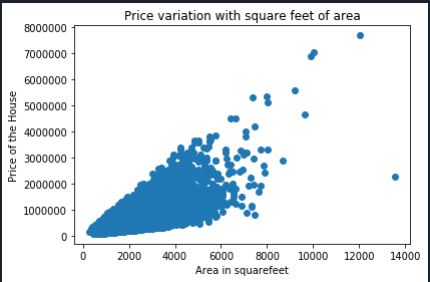 Price variation with square feet of area
8000000
7000000
6000000
5000000
4000000
3000000
2000000
1000000
0
Price of the House
0 2000 4000 6000 8000 10000 12000 14000
Area in squarefeet